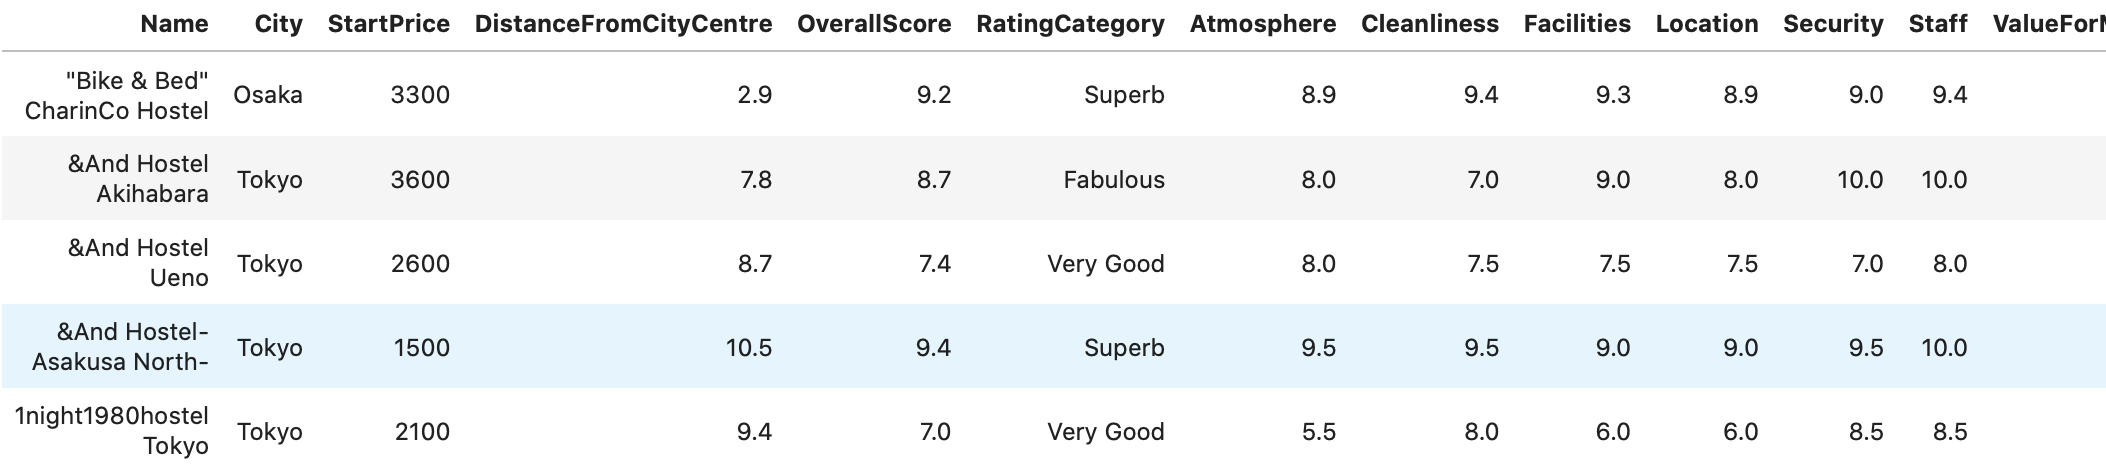 Name City StartPrice DistanceFromCityCentre OverallScore RatingCategory Atmosphere Cleanliness Facilities Location Security Staff
"Bike & Bed"
CharinCo Hostel Osaka 3300 2.9 9.2 Superb 8.9 9.4 9.3 8.9 9.0 9.4
&And Hostel
Akihabara Tokyo 3600 7.8 8.7 Fabulous 8.0 7.0 9.0 8.0 10.0 10.0
&And Hostel
Ueno Tokyo 2600 8.7 7.4 Very Good 8.0 7.5 7.5 7.5 7.0 8.0
&And Hostel-
Asakusa North- Tokyo 1500 10.5 9.4 Superb 9.5 9.5 9.0 9.0 9.5 10.0
1night1980hostel
Tokyo Tokyo 2100 9.4 7.0 Very Good 5.5 8.0 6.0 6.0 8.5 8.5